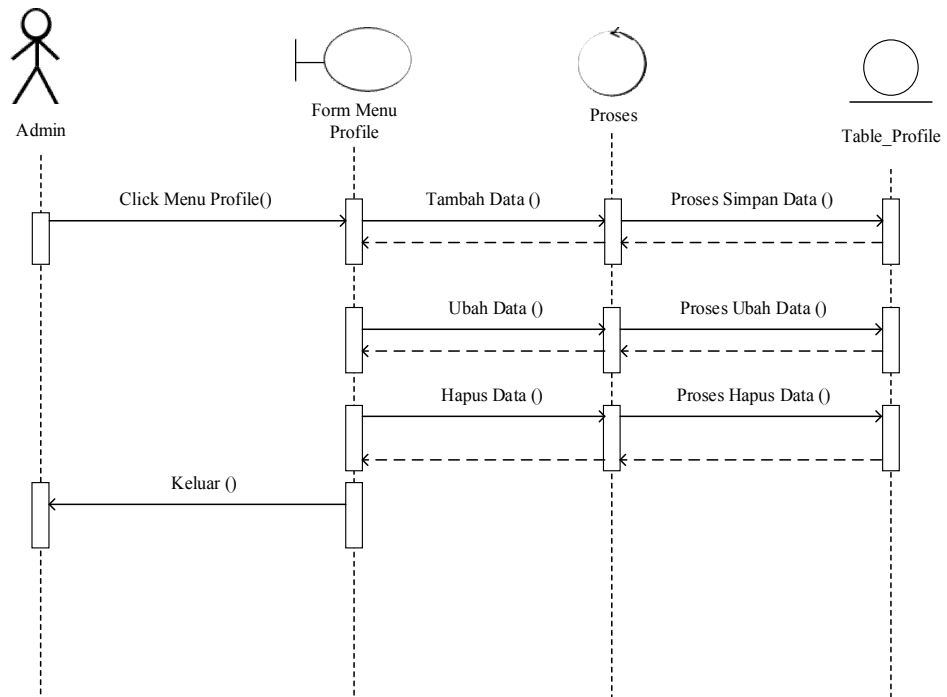 Admin
Form Menu
Profile
Proses
Table_Profile
Click Menu Profile()
Tambah Data ()
Proses Simpan Data ()
Ubah Data ()
Proses Ubah Data ()
Hapus Data ()
Proses Hapus Data ()
Keluar ()